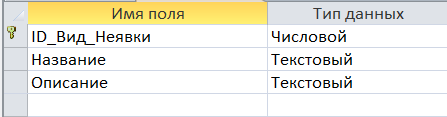 Имя поля Тип данных
ID_Вид_Неявки Числовой
Название Текстовый
Описание Текстовый